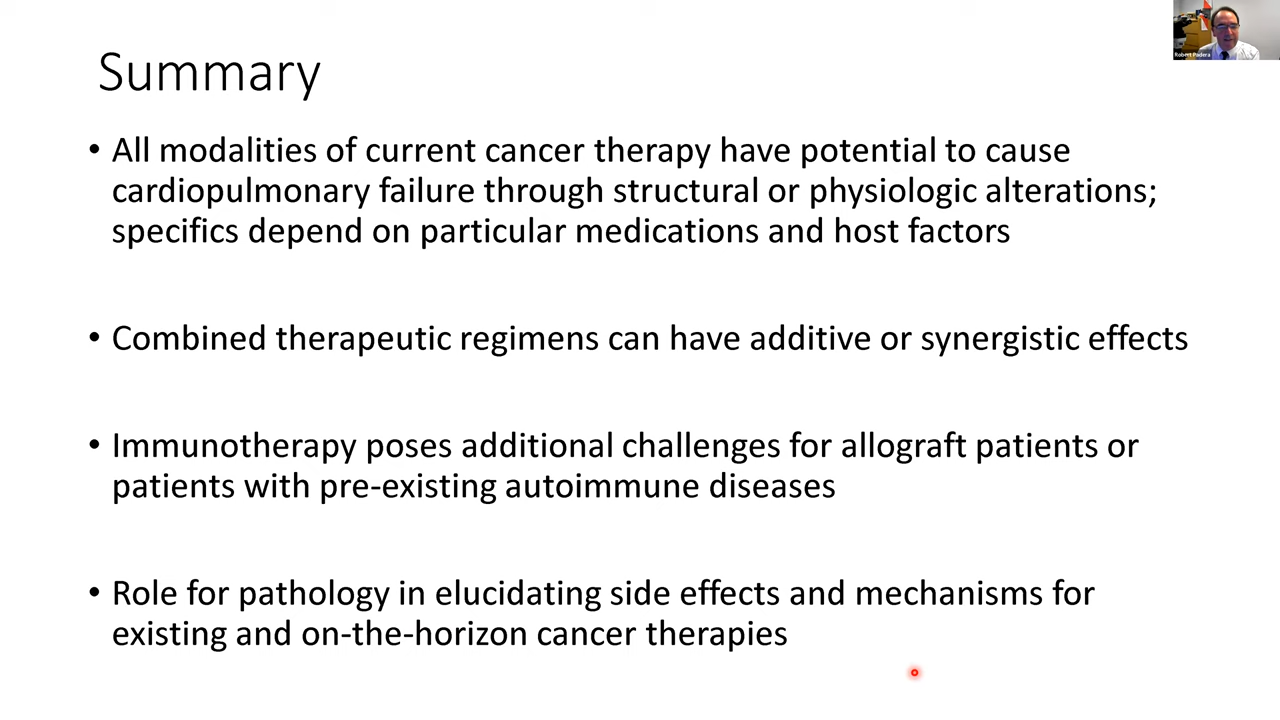 Robert Padera
Summary
• All modalities of current cancer therapy have potential to cause
cardiopulmonary failure through structural or physiologic alterations;
specifics depend on particular medications and host factors
• Combined therapeutic regimens can have additive or synergistic effects
• Immunotherapy poses additional challenges for allograft patients or
patients with pre-existing autoimmune diseases
• Role for pathology in elucidating side effects and mechanisms for
existing and on-the-horizon cancer therapies